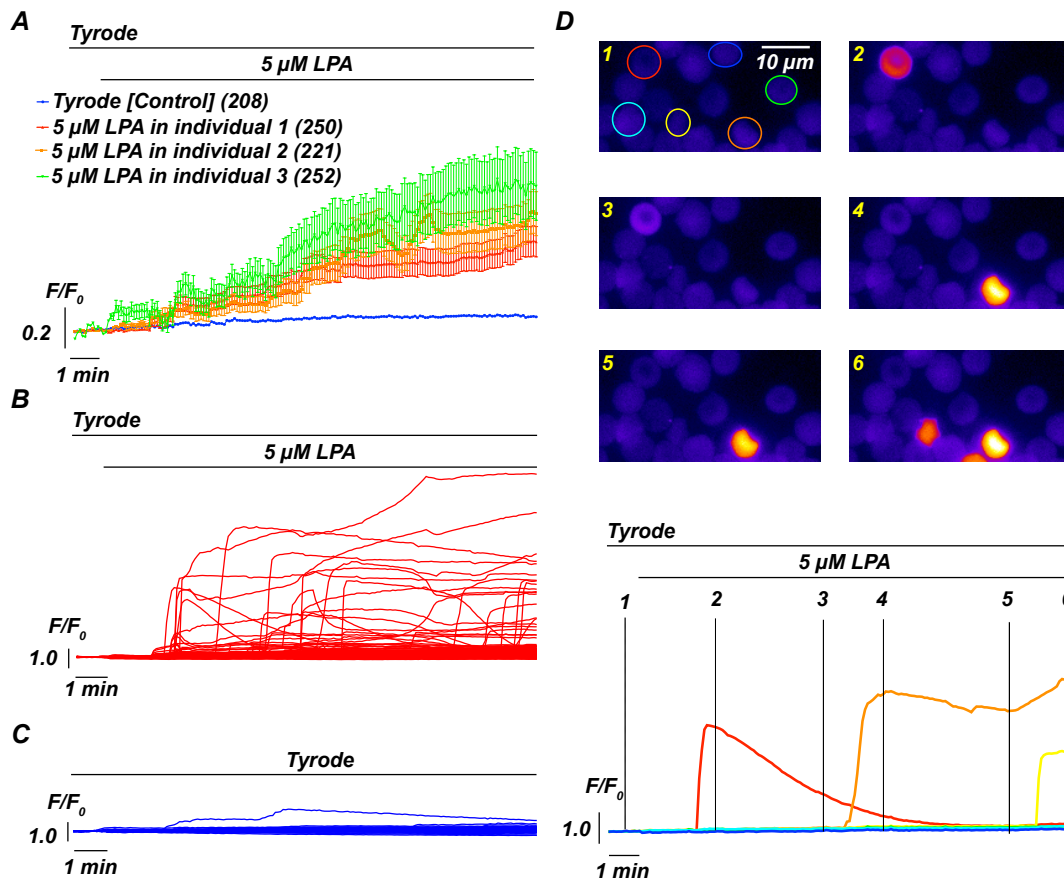 A
Tyrode
5 µM LPA
Tyrode [Control] (208)
5 µM LPA in individual 1 (250)
5 µM LPA in individual 2 (221)
5 µM LPA in individual 3 (252)
F/F0
0.2
1 min
B
Tyrode
5 µM LPA
F/F0
1.0
1 min
C
Tyrode
F/F0
1.0
1 min
D
1
10 µm
2
3
4
5
6
Tyrode
5 µM LPA
1 2 3 4 5
F/F0
1.0
1 min